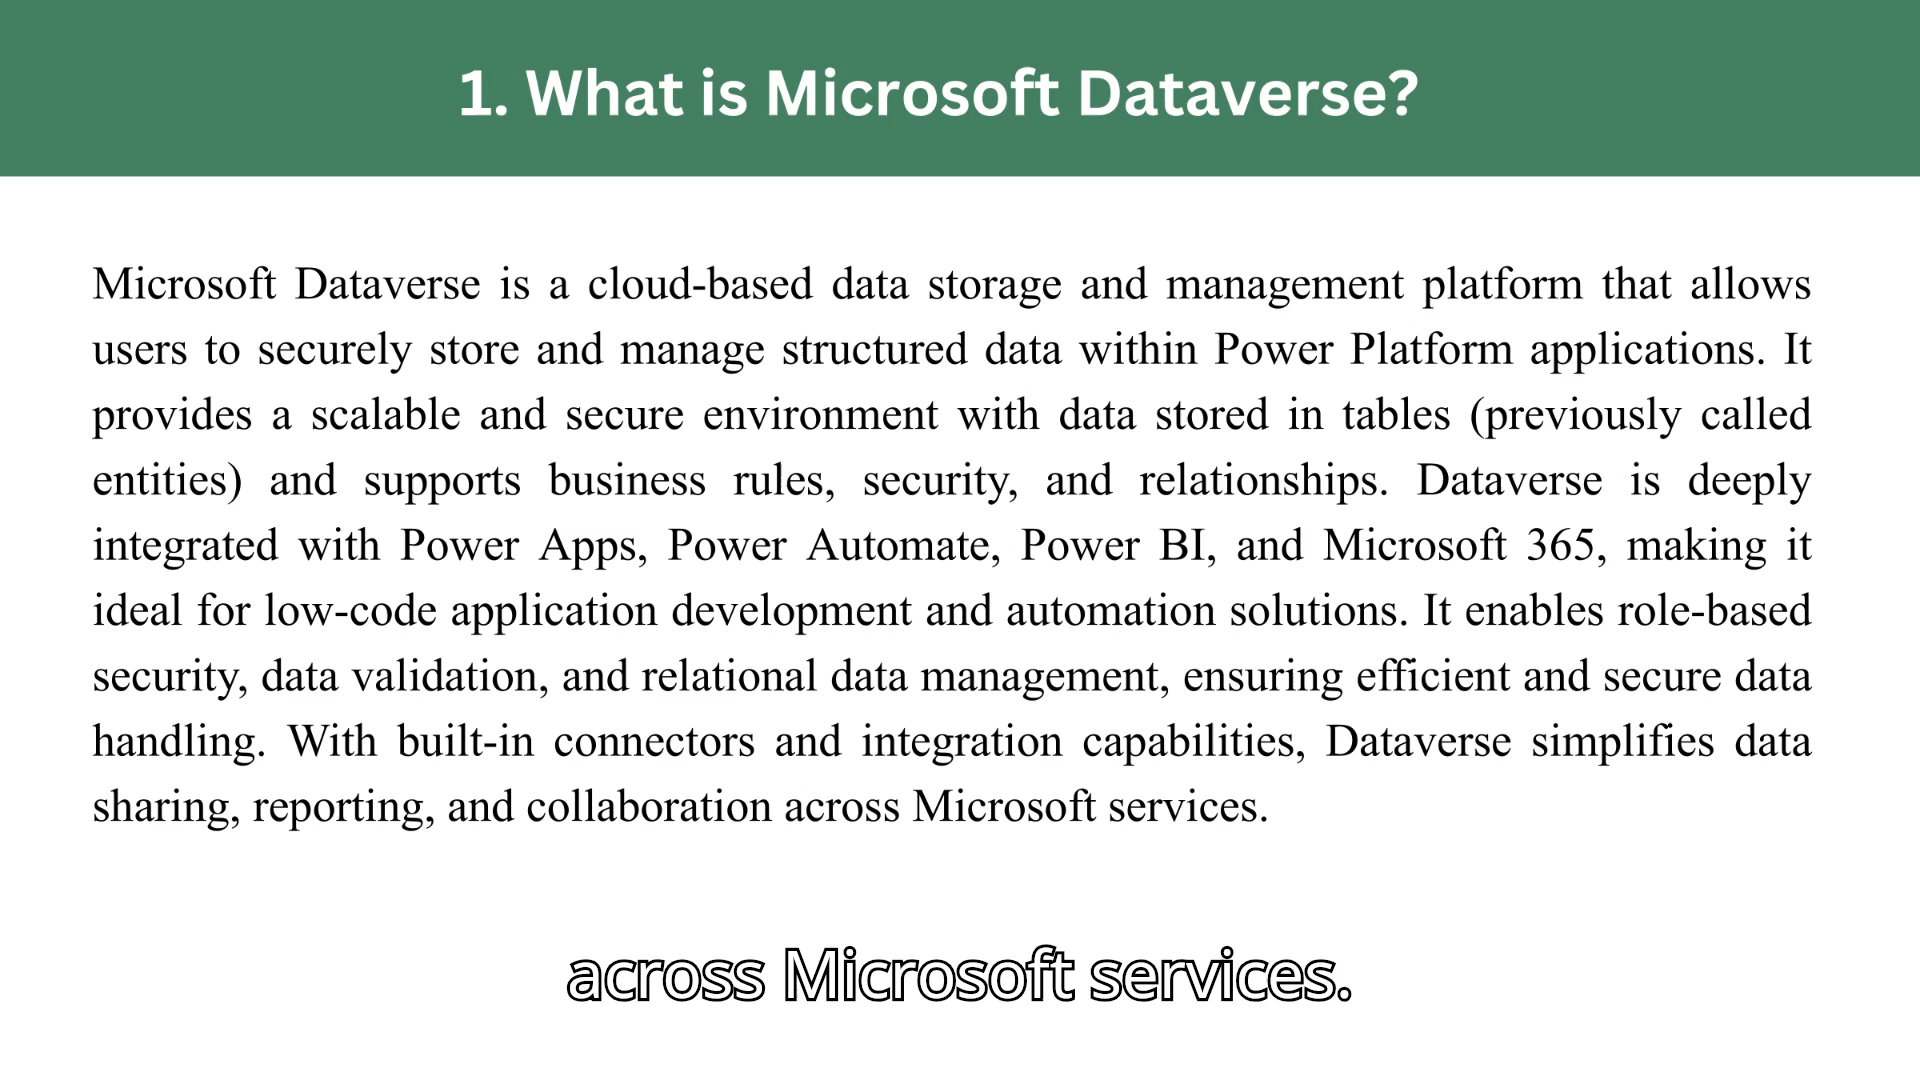 1. What is Microsoft Dataverse?
Microsoft Dataverse is a cloud-based data storage and management platform that allows
users to securely store and manage structured data within Power Platform applications. It
provides a scalable and secure environment with data stored in tables (previously called
entities) and supports business rules, security, and relationships. Dataverse is deeply
integrated with Power Apps, Power Automate, Power BI, and Microsoft 365, making it
ideal for low-code application development and automation solutions. It enables role-based
security, data validation, and relational data management, ensuring efficient and secure data
handling. With built-in connectors and integration capabilities, Dataverse simplifies data
sharing, reporting, and collaboration across Microsoft services.
across Microsoft services.